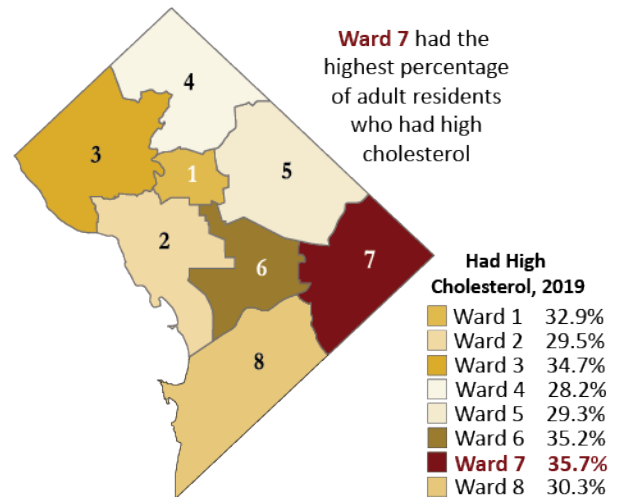 Ward 7 had the
highest percentage
of adult residents
who had high
cholesterol
4
3
1
5
2
6
7
8
Had High
Cholesterol, 2019
Ward 1 32.9%
Ward 2 29.5%
Ward 3 34.7%
Ward 4 28.2%
Ward 5 29.3%
Ward 6 35.2%
Ward 7 35.7%
Ward 8 30.3%